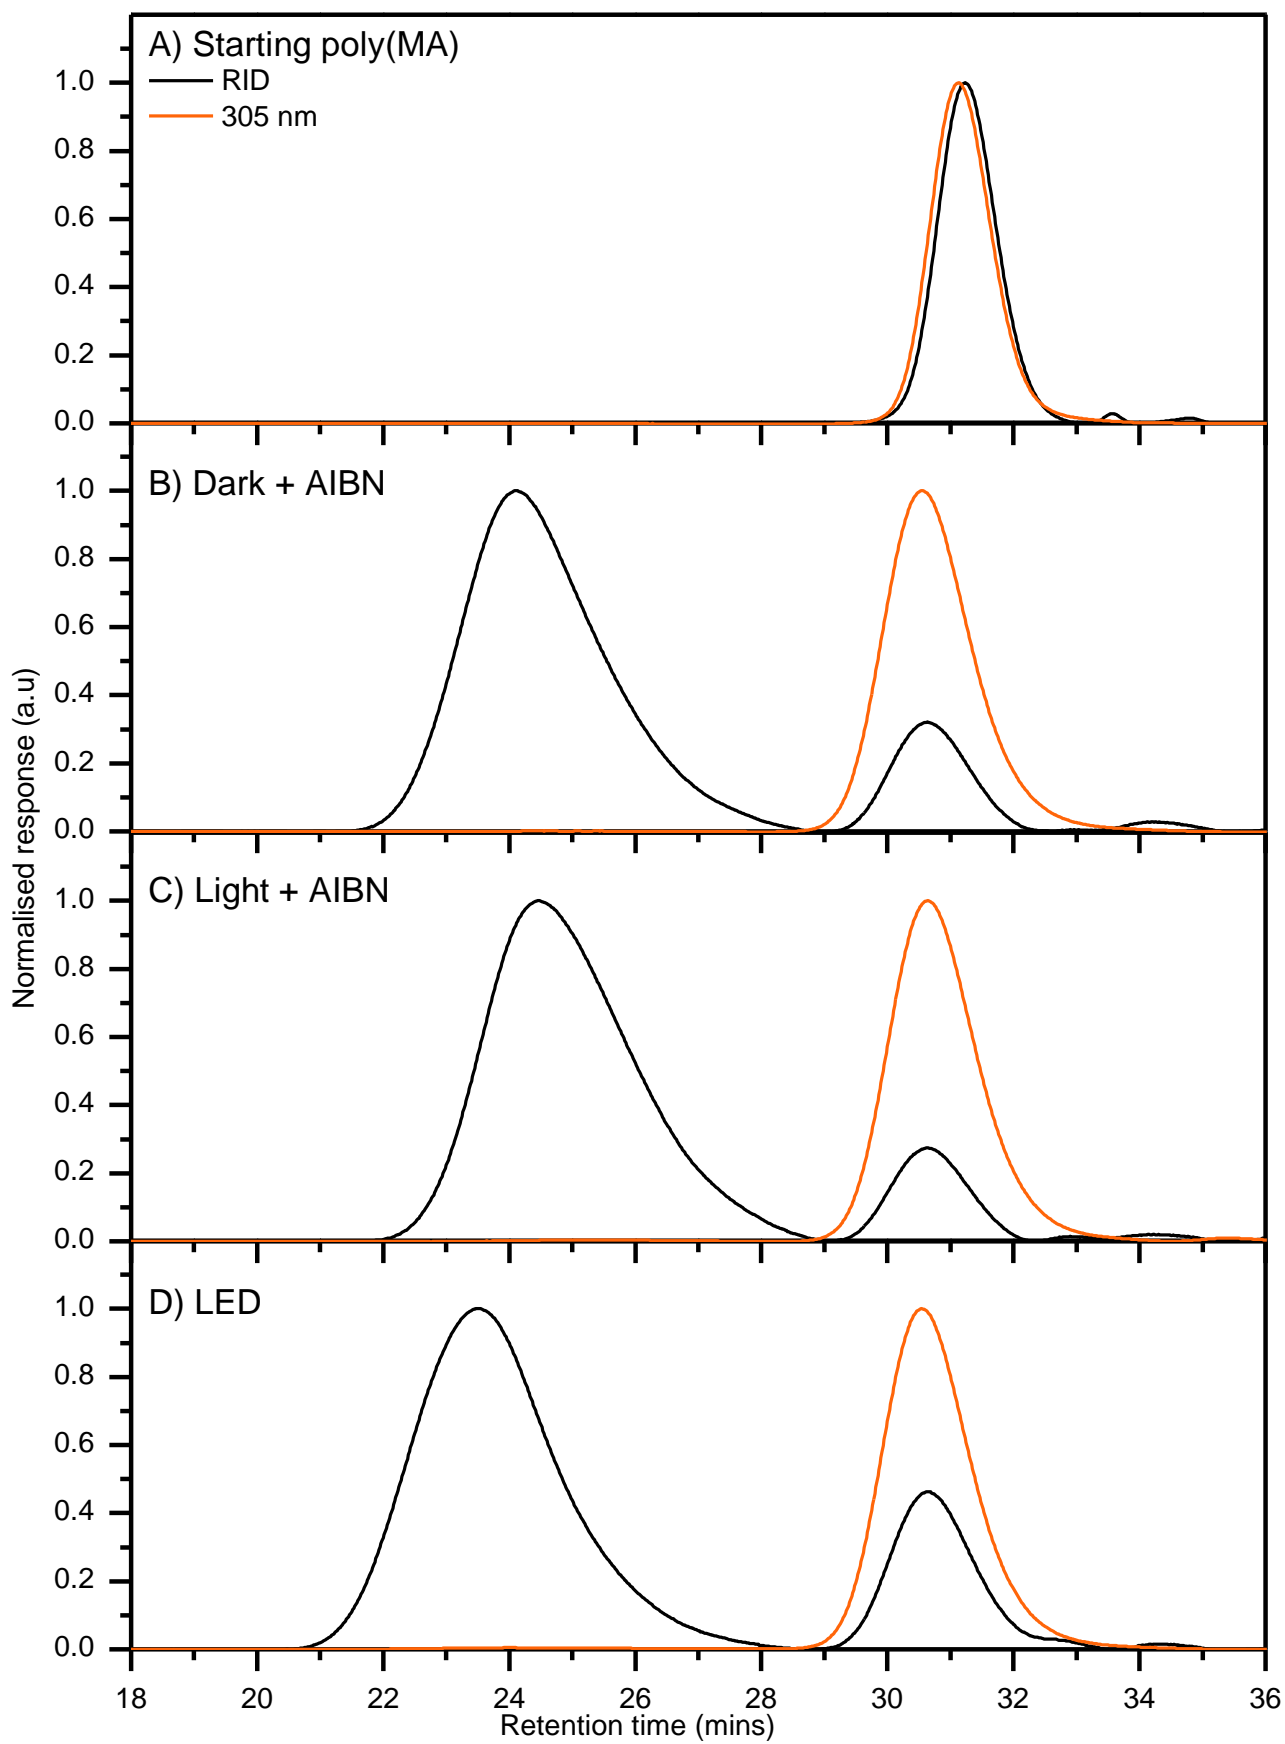 A) Starting poly(MA)
RID
305 nm
1.0
0.8
0.6
0.4
0.2
0.0
B) Dark + AIBN
1.0
0.8
0.6
0.4
0.2
0.0
C) Light + AIBN
1.0
0.8
0.6
0.4
0.2
0.0
D) LED
1.0
0.8
0.6
0.4
0.2
0.0
Normalised response (a.u)
18 20 22 24 26 28 30 32 34 36
Retention time (mins)